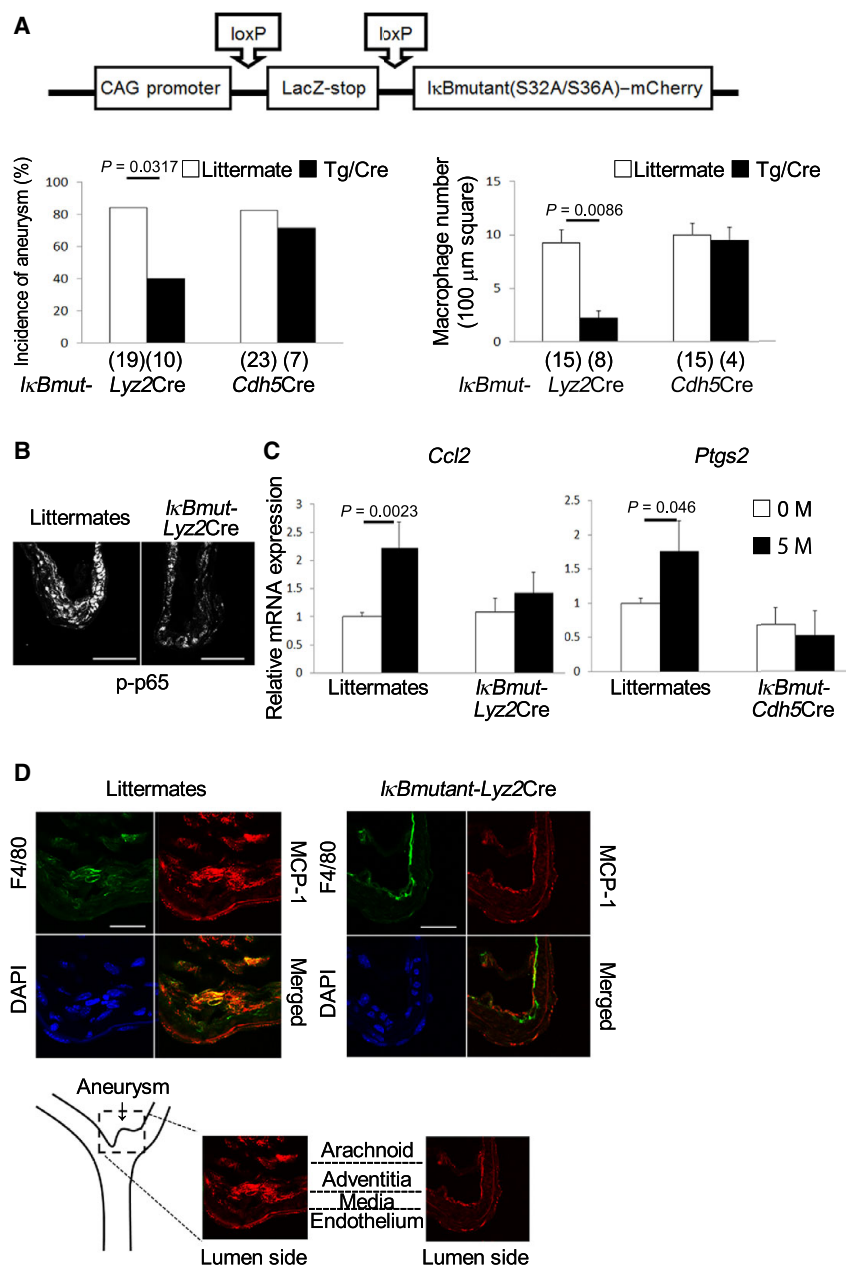 A
loxP
loxP
CAG promoter
LacZ-stop
IκBmutant(S32A/S36A)–mCherry
Incidence of aneurysm (%)
P = 0.0317
Littermate
Tg/Cre
100
80
60
40
20
0
(19)(10)
(23) (7)
IκBmut-
Lyz2Cre
Cdh5Cre
Macrophage number
(100 μm square)
Littermate
Tg/Cre
P = 0.0086
15
10
5
0
(15) (8)
(15) (4)
IκBmut-
Lyz2Cre
Cdh5Cre
B
Littermates
IκBmut-
Lyz2Cre
p-p65
C
Relative mRNA expression
Ccl2
P = 0.0023
3
2.5
2
1.5
1
0.5
0
Littermates
IκBmut-
Lyz2Cre
Ptgs2
P = 0.046
2.5
2
1.5
1
0.5
0
Littermates
IκBmut-
Cdh5Cre
0 M
5 M
D
Littermates
F4/80
MCP-1
DAPI
Merged
IκBmutant-Lyz2Cre
F4/80
MCP-1
DAPI
Merged
Aneurysm
Arachnoid
Adventitia
Media
Endothelium
Lumen side
Lumen side